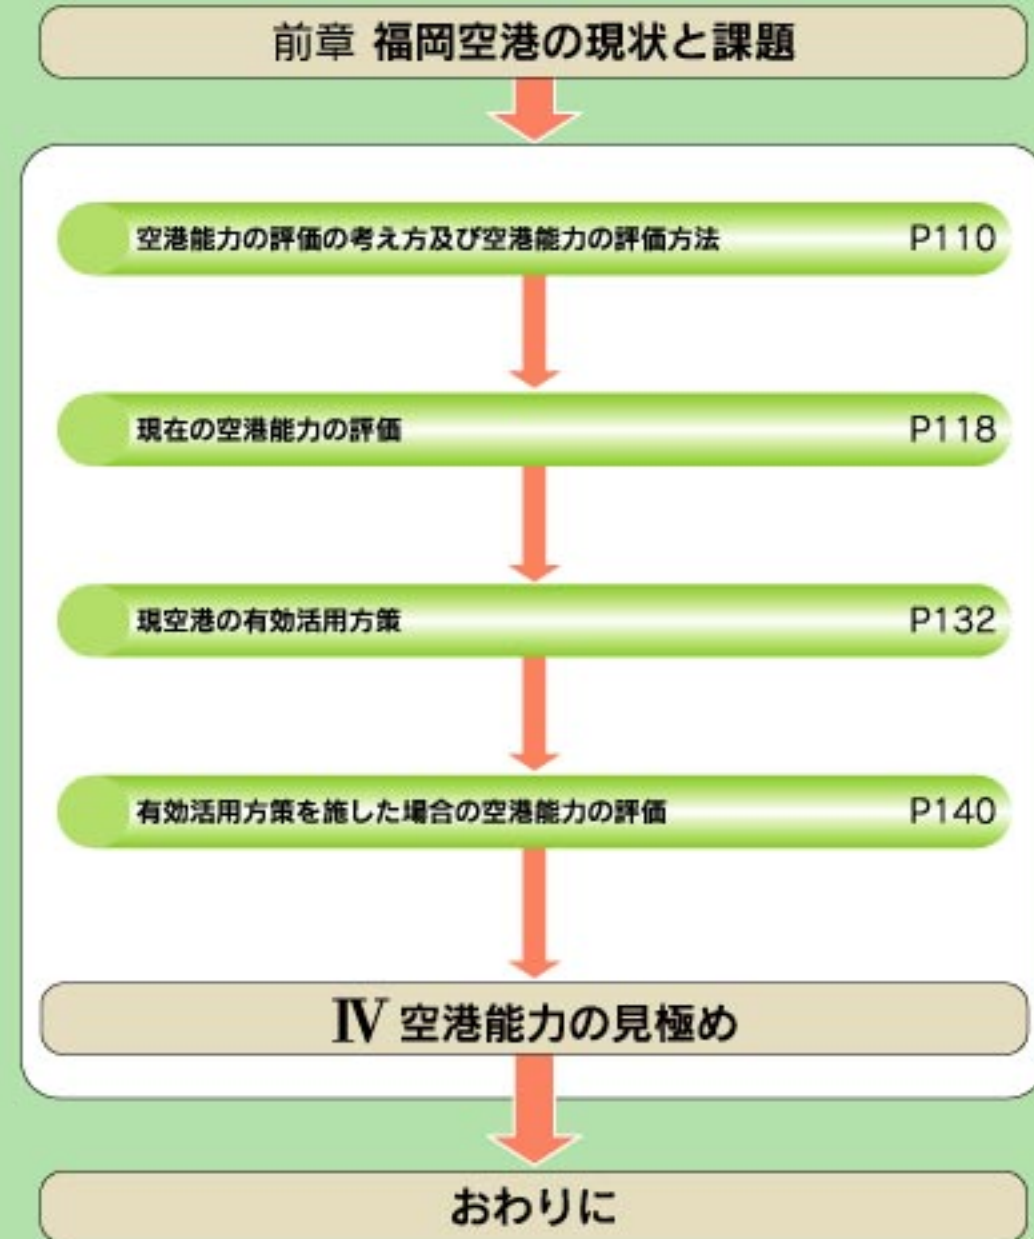 前章 福岡空港の現状と課題
空港能力の評価の考え方及び空港能力の評価方法 P110
現在の空港能力の評価 P118
現空港の有効活用方策 P132
有効活用方策を施した場合の空港能力の評価 P140
Ⅳ 空港能力の見極め
おわりに